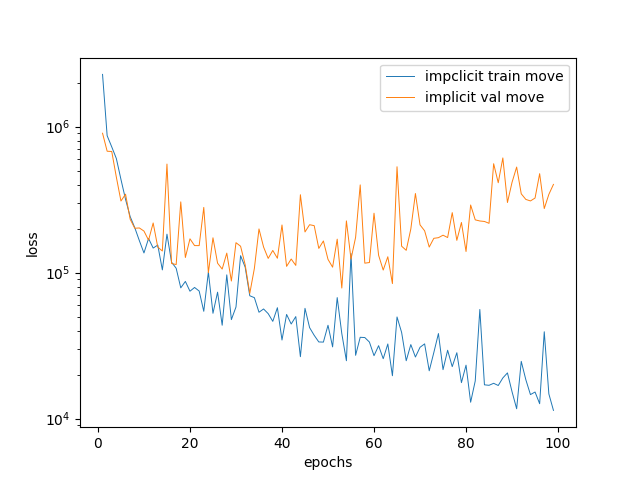 impclicit train move
implicit val move
10⁶
10⁵
10⁴
loss
0 20 40 60 80 100
epochs